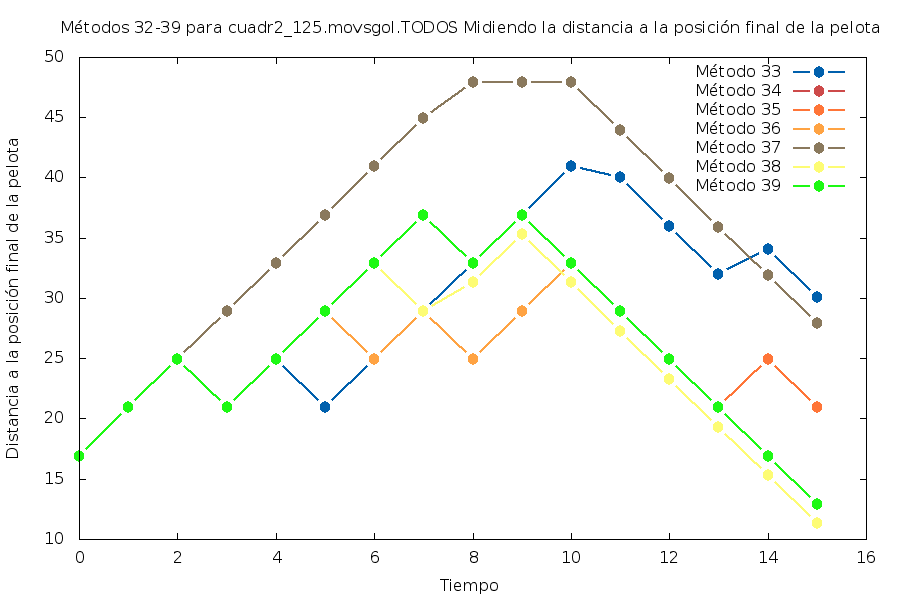 Métodos 32-39 para cuadr2_125.movsgol.TODOS Midiendo la distancia a la posición final de la pelota
50
45
40
35
30
25
20
15
10
Distancia a la posición final de la pelota
Método 33
Método 34
Método 35
Método 36
Método 37
Método 38
Método 39
0 2 4 6 8 10 12 14 16
Tiempo